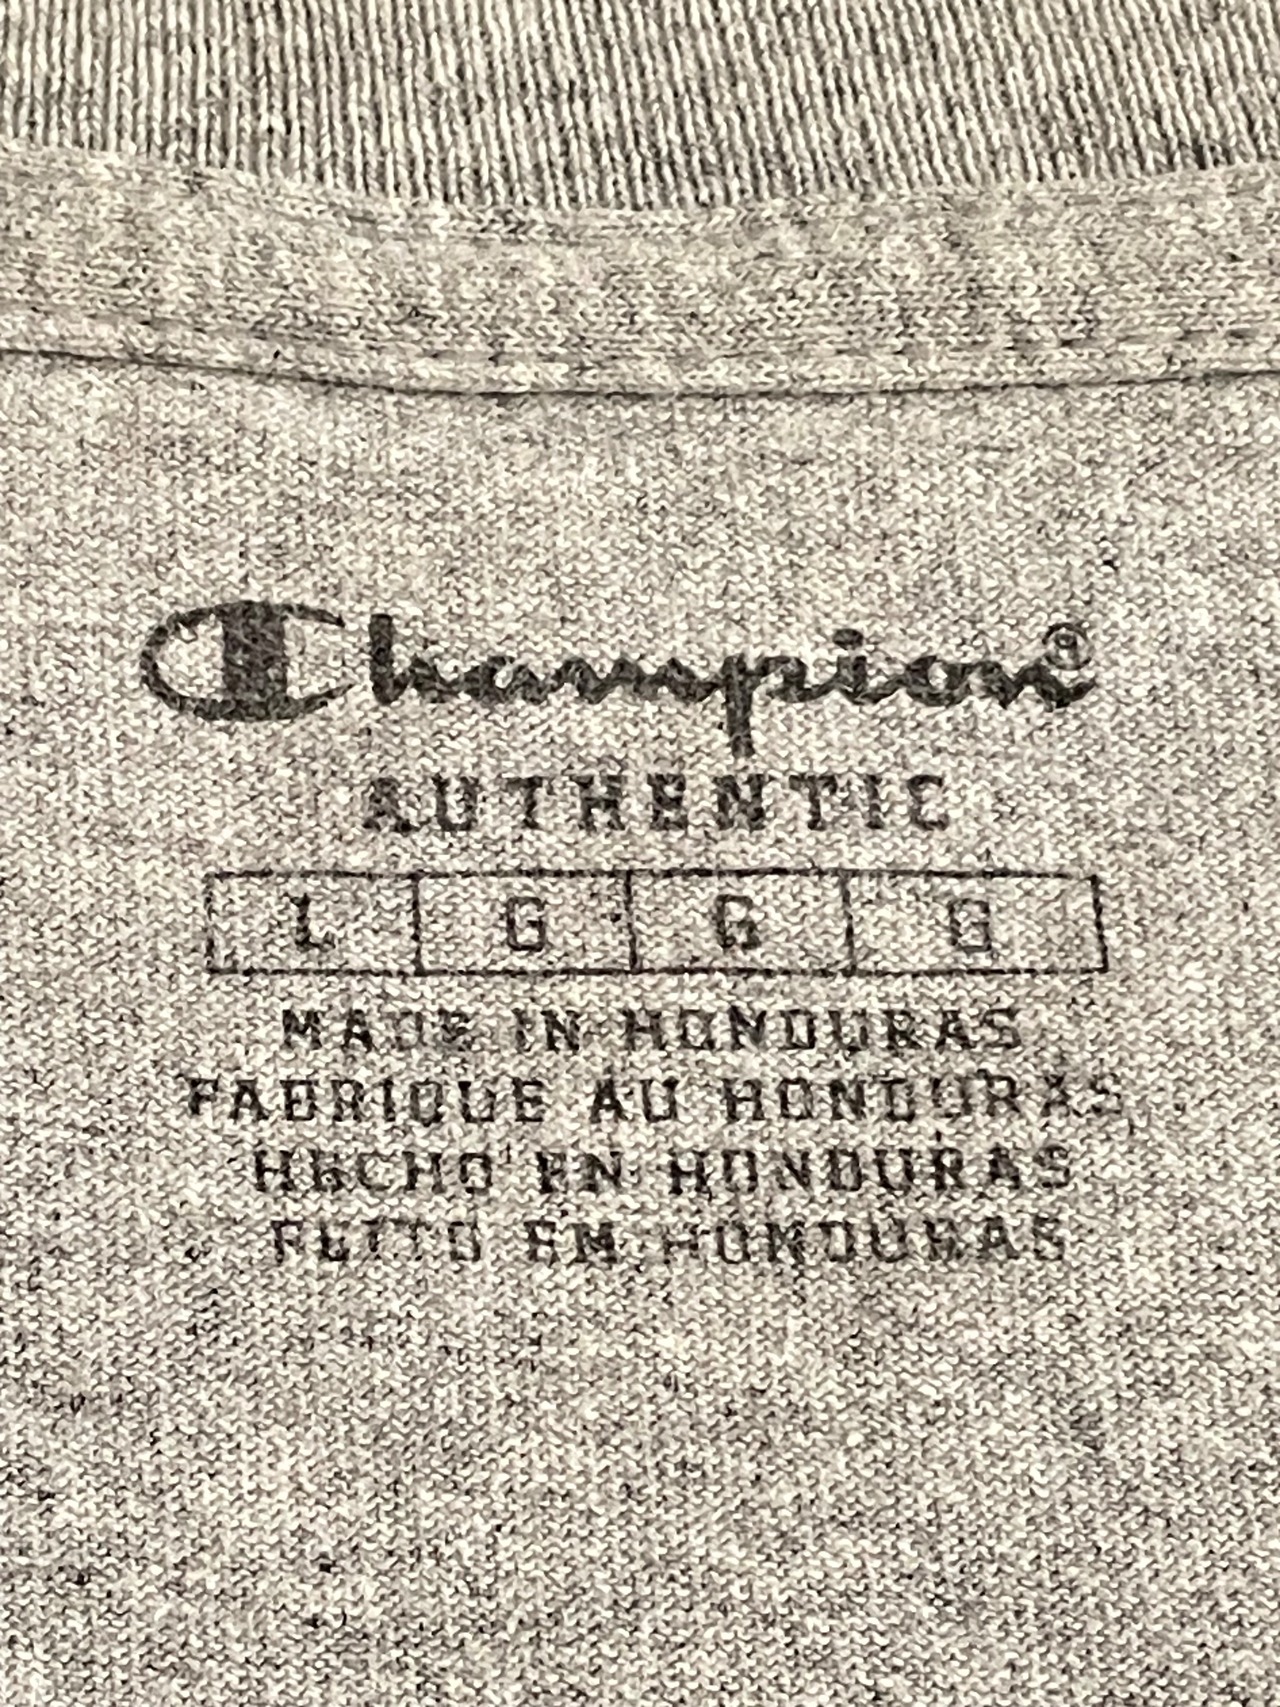 Champion®
AUTHENTIC
L G G G
MADE IN HONDURAS
FABRIQUE AU HONDURAS
HECHO EN HONDURAS
FEITO EM HONDURAS